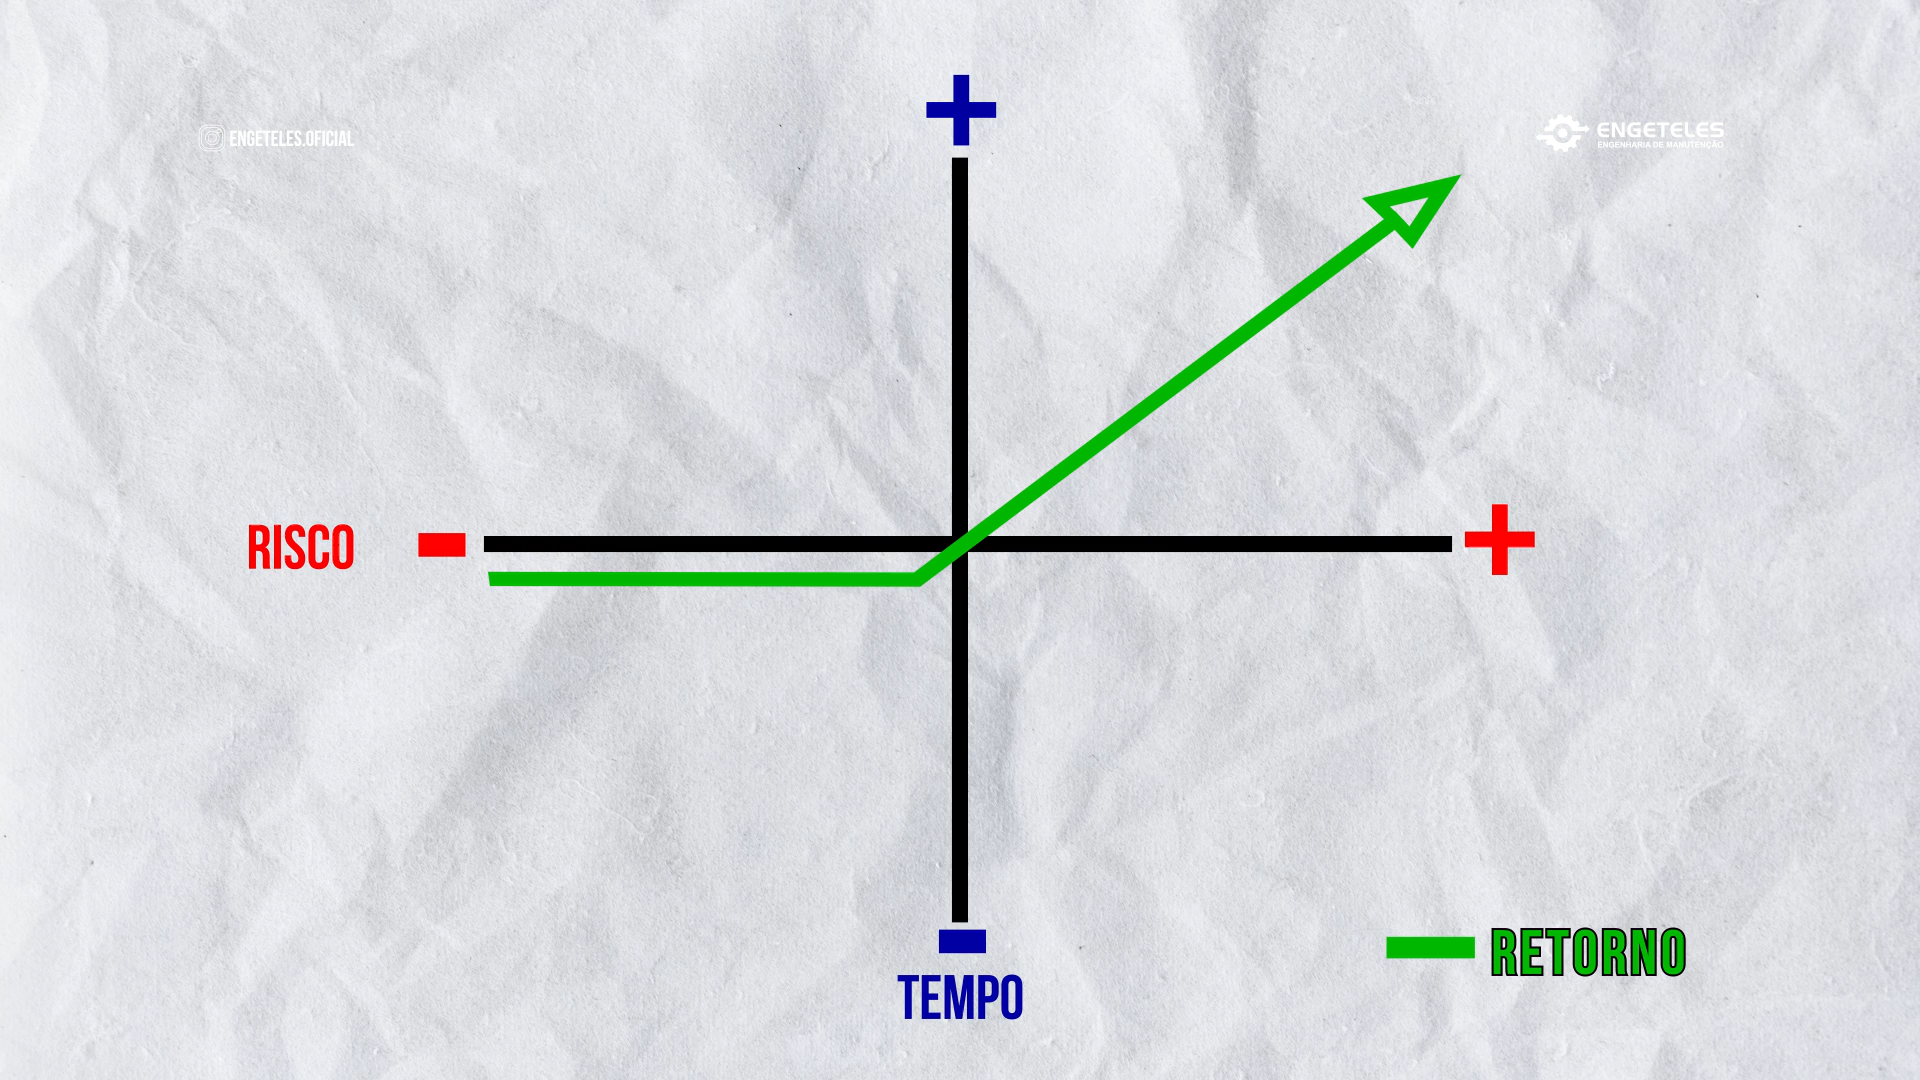 ENGETELES.OFICIAL
ENGETELES
ENGENHARIA DE MANUTENÇÃO
RISCO
TEMPO
RETORNO